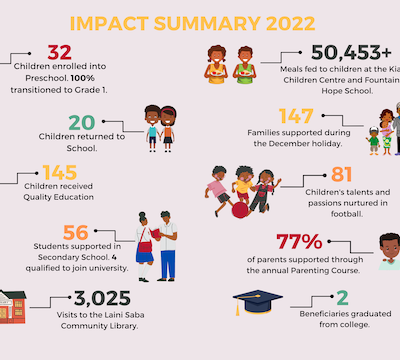 IMPACT SUMMARY 2022
32
Children enrolled into
Preschool. 100%
transitioned to Grade 1.
20
Children returned to
School.
145
Children received
Quality Education
56
Students supported in
Secondary School. 4
qualified to join university.
3,025
Visits to the Laini Saba
Community Library.
50,453+
Meals fed to children at the
Children Centre and Fountain
Hope School.
147
Families supported during
the December holiday.
81
Children's talents and
passions nurtured in
football.
77%
of parents supported through
the annual Parenting Course.
2
Beneficiaries graduated
from college.